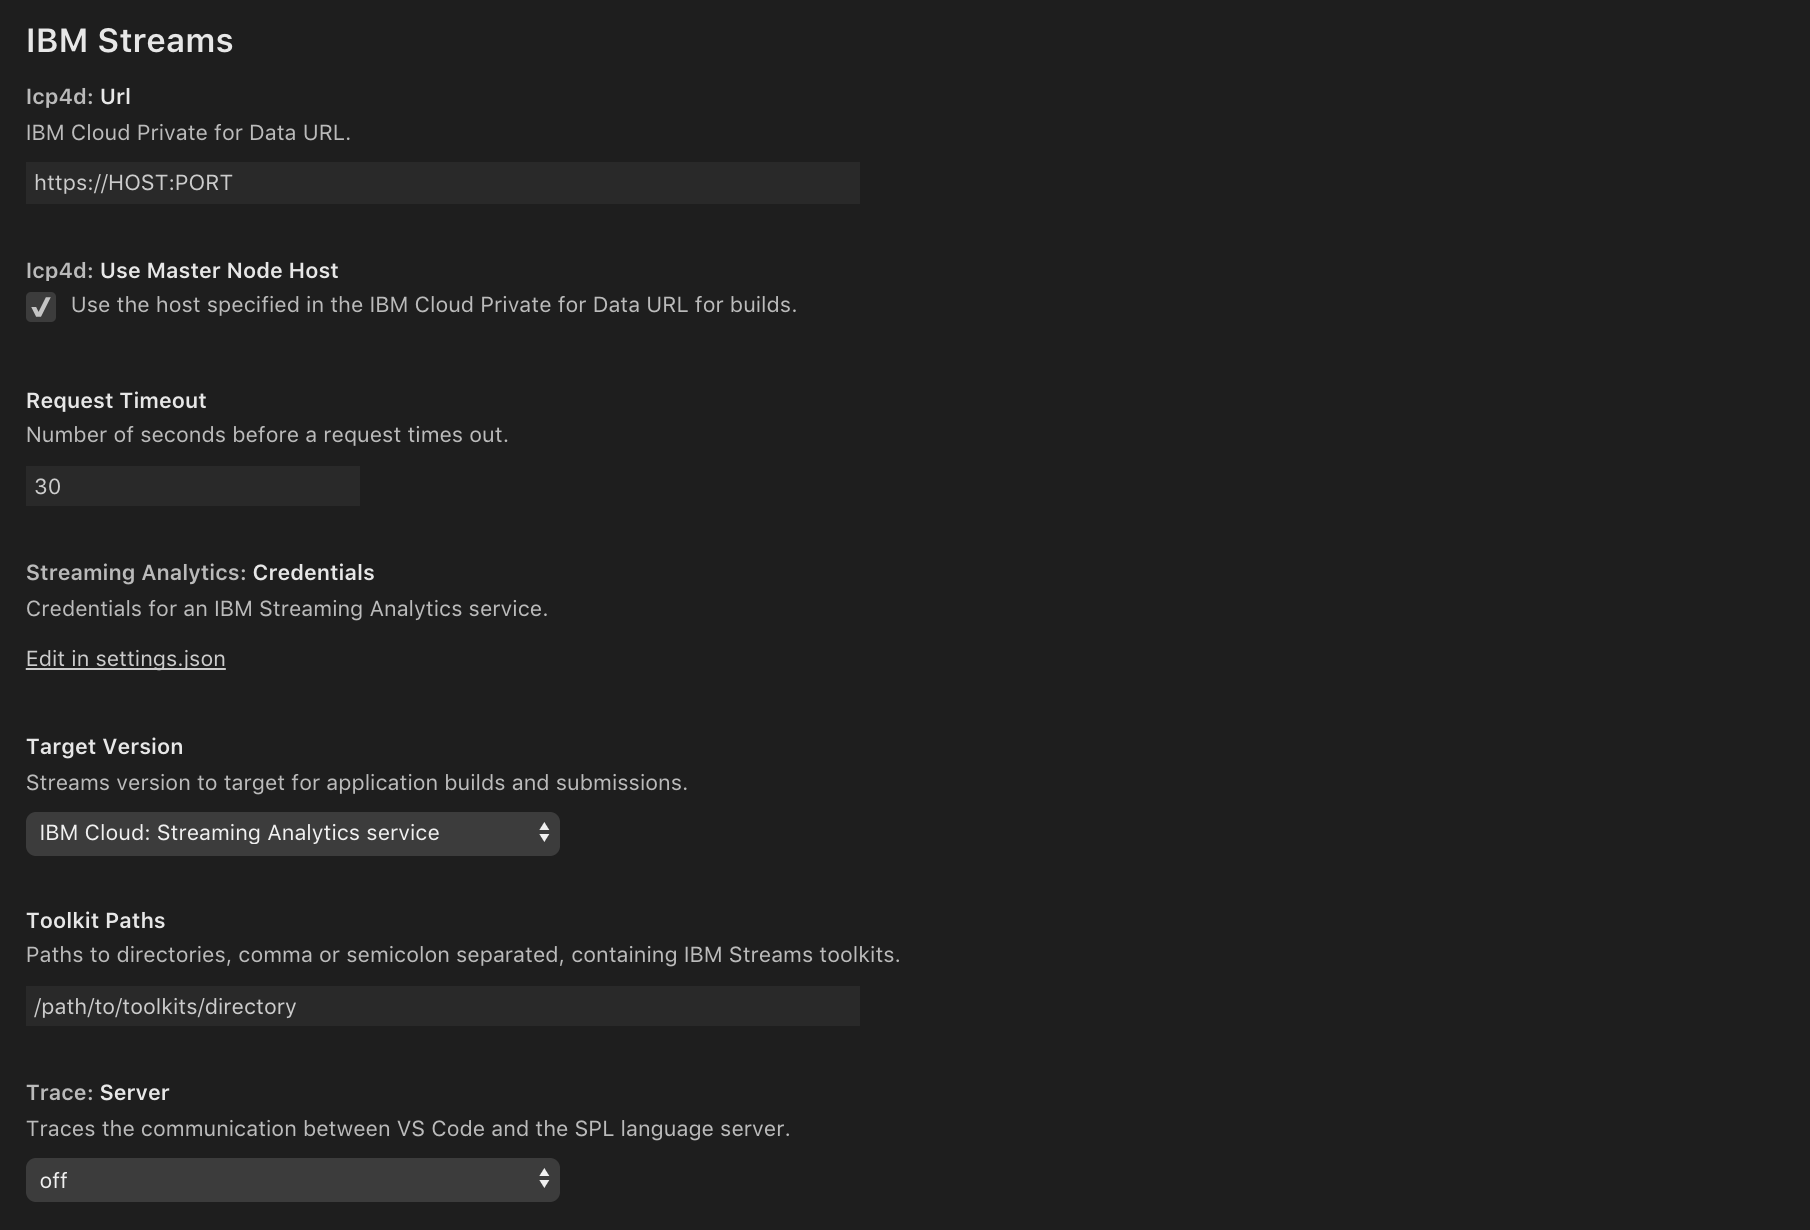 IBM Streams
Icp4d: Url
IBM Cloud Private for Data URL.
https://HOST:PORT
Icp4d: Use Master Node Host
Use the host specified in the IBM Cloud Private for Data URL for builds.
Request Timeout
Number of seconds before a request times out.
30
Streaming Analytics: Credentials
Credentials for an IBM Streaming Analytics service.
Edit in settings.json
Target Version
Streams version to target for application builds and submissions.
IBM Cloud: Streaming Analytics service
Toolkit Paths
Paths to directories, comma or semicolon separated, containing IBM Streams toolkits.
/path/to/toolkits/directory
Trace: Server
Traces the communication between VS Code and the SPL language server.
off